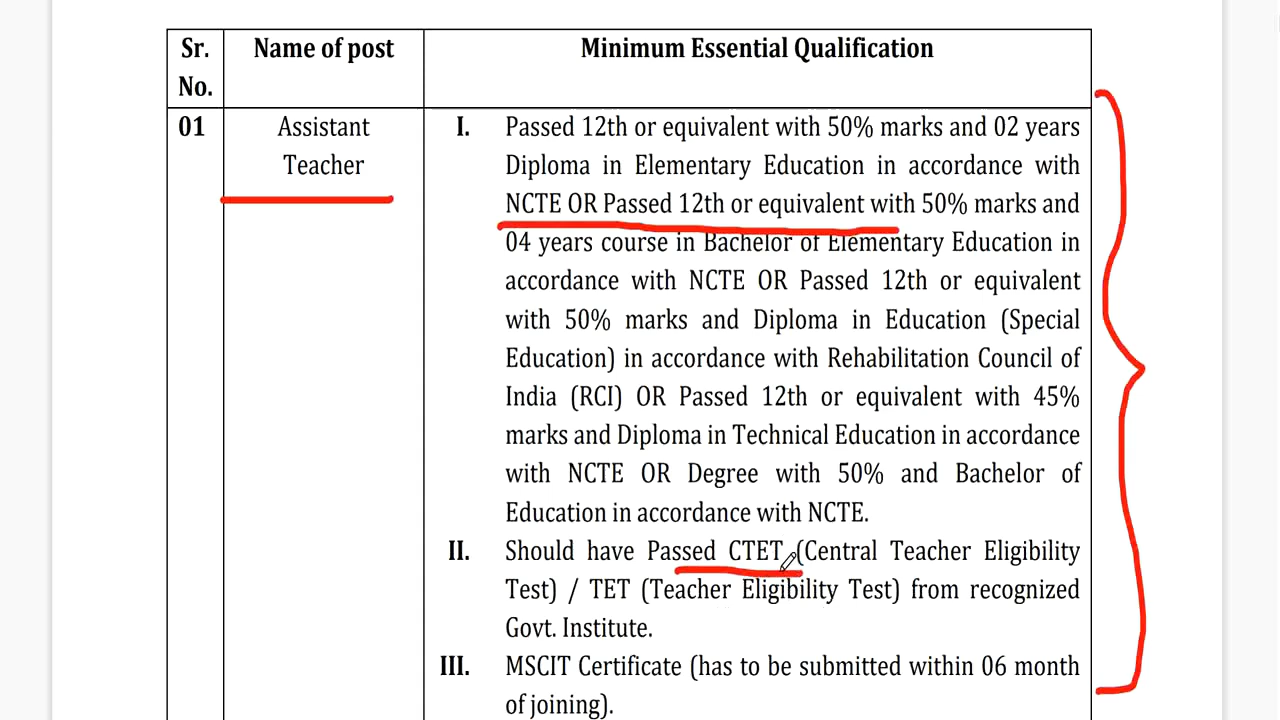 Sr. No.
Name of post
Minimum Essential Qualification
01
Assistant Teacher
I. Passed 12th or equivalent with 50% marks and 02 years
Diploma in Elementary Education in accordance with
NCTE OR Passed 12th or equivalent with 50% marks and
04 years course in Bachelor of Elementary Education in
accordance with NCTE OR Passed 12th or equivalent
with 50% marks and Diploma in Education (Special
Education) in accordance with Rehabilitation Council of
India (RCI) OR Passed 12th or equivalent with 45%
marks and Diploma in Technical Education in accordance
with NCTE OR Degree with 50% and Bachelor of
Education in accordance with NCTE.
II. Should have Passed CTET (Central Teacher Eligibility
Test) / TET (Teacher Eligibility Test) from recognized
Govt. Institute.
III. MSCIT Certificate (has to be submitted within 06 month
of joining).